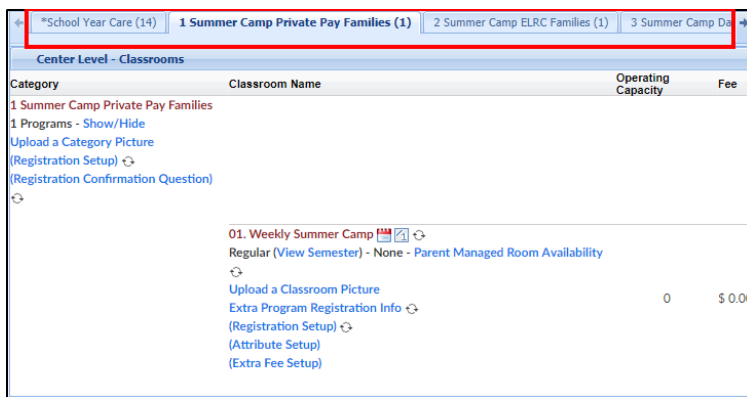 *School Year Care (14) 1 Summer Camp Private Pay Families (1) 2 Summer Camp ELRC Families (1) 3 Summer Camp Da
Center Level - Classrooms
Category Classroom Name Operating Capacity Fee
1 Summer Camp Private Pay Families
1 Programs - Show/Hide
Upload a Category Picture
(Registration Setup)
(Registration Confirmation Question)
01. Weekly Summer Camp
Regular (View Semester) - None - Parent Managed Room Availability
Upload a Classroom Picture
Extra Program Registration Info
0 $ 0.00
(Registration Setup)
(Attribute Setup)
(Extra Fee Setup)